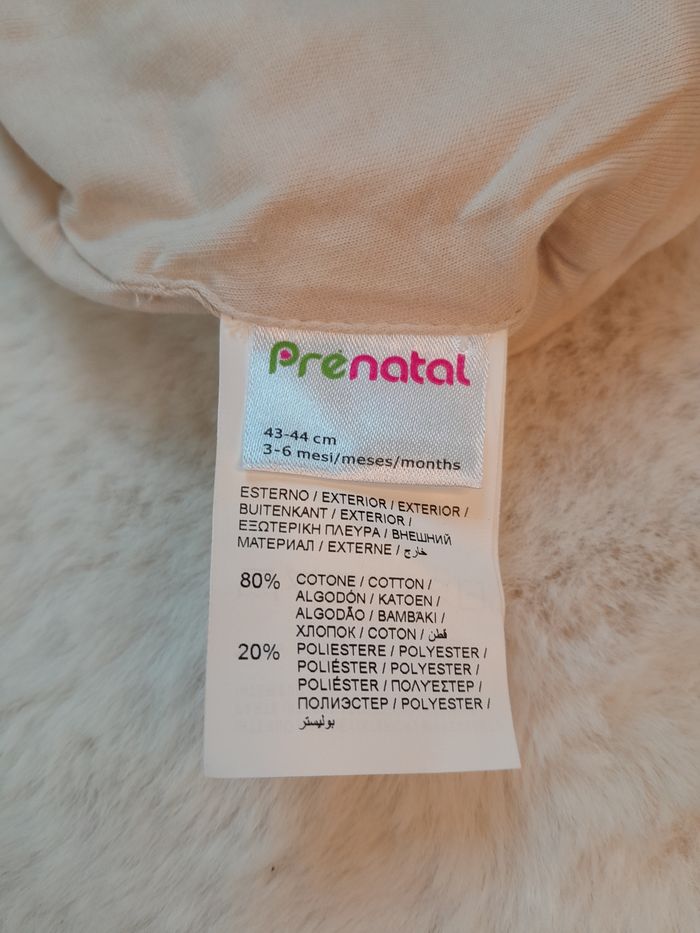 Prénatal
43-44 cm
3-6 mesi/meses/months
ESTERNO / EXTERIOR / EXTERIOR /
BUITENKANT / EXTERIOR /
ΕΞΩΤΕΡΙΚΗ ΠΛΕΥΡΑ / ВНЕШНИЙ
МАТЕРИАЛ / EXTERNE / خارج
80% COTONE / COTTON /
ALGODÓN / KATOEN /
ALGODÃO / ΒΑΜΒΑΚΙ /
ХЛОПОК / COTON / قطن
20% POLIESTERE / POLYESTER /
POLIÉSTER / POLYESTER /
POLIÉSTER / ΠΟΛΥΕΣΤΕΡ /
ПОЛИЭСТЕР / POLYESTER /
بوليستر